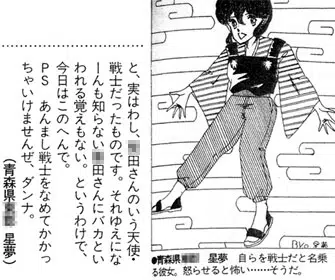 と、実はわし、田さんのいう天使・
戦士だったものです。それゆえにな
ーんも知らない田さんにバカとい
われる覚えもない。というわけで、
今日はこのへんで。
PS あんまし戦士をなめてかかっ
ちゃいけませんぜ、ダンナ。
(青森県 星夢)
●青森県 星夢 自らを戦士だと名乗
る彼女。怒らせると怖い……そうだ。